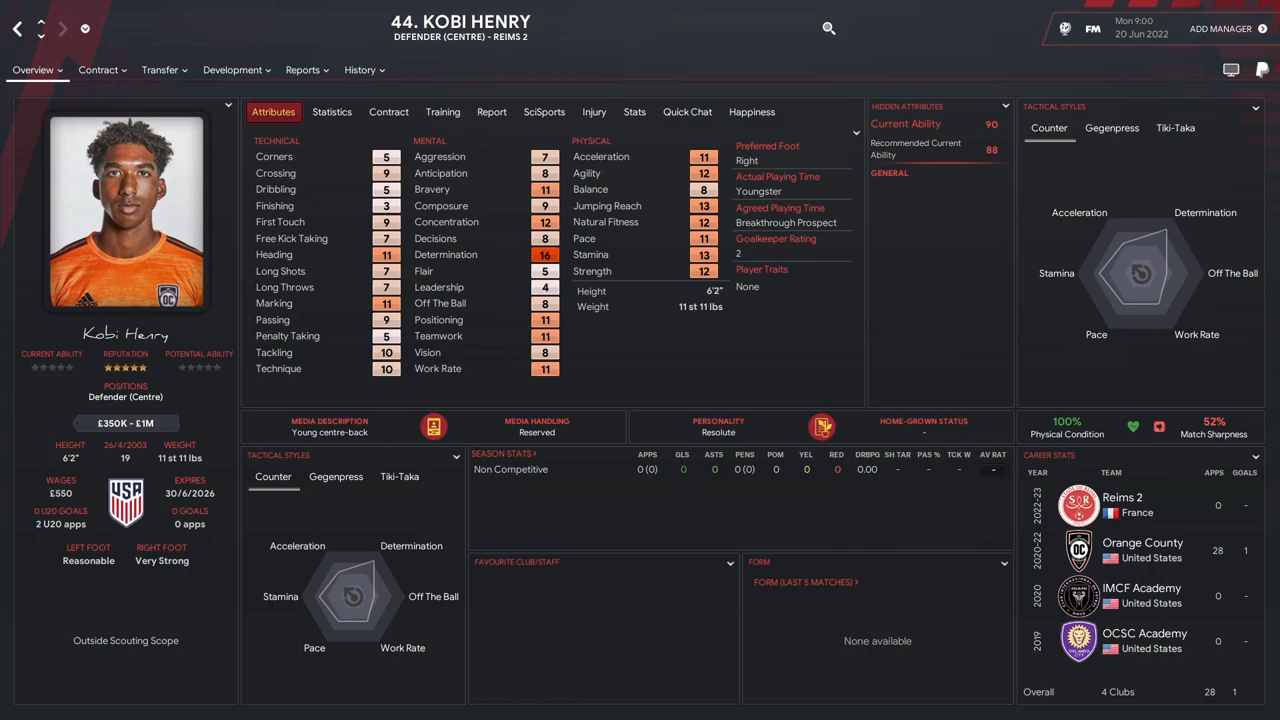 44. KOBI HENRY
DEFENDER (CENTRE) - REIMS 2
FM
Mon 9:00
20 Jun 2022
ADD MANAGER
Overview
Contract
Transfer
Development
Reports
History
Attributes
Statistics
Contract
Training
Report
SciSports
Injury
Stats
Quick Chat
Happiness
TECHNICAL
Corners 5
Crossing 9
Dribbling 5
Finishing 3
First Touch 9
Free Kick Taking 7
Heading 11
Long Shots 7
Long Throws 7
Marking 11
Passing 9
Penalty Taking 5
Tackling 10
Technique 10
MENTAL
Aggression 7
Anticipation 8
Bravery 11
Composure 9
Concentration 12
Decisions 8
Determination 16
Flair 5
Leadership 4
Off The Ball 8
Positioning 11
Teamwork 11
Vision 8
Work Rate 11
PHYSICAL
Acceleration 11
Agility 12
Balance 8
Jumping Reach 13
Natural Fitness 12
Pace 11
Stamina 13
Strength 12
Height 6'2"
Weight 11 st 11 lbs
Preferred Foot
Right
Actual Playing Time
Youngster
Agreed Playing Time
Breakthrough Prospect
Goalkeeper Rating
2
Player Traits
None
HIDDEN ATTRIBUTES
Current Ability 90
Recommended Current
Ability 88
GENERAL
TACTICAL STYLES
Counter
Gegenpress
Tiki-Taka
Acceleration
Determination
Stamina
Off The Ball
Pace
Work Rate
OC
Kobi Henry
CURRENT ABILITY
REPUTATION
POTENTIAL ABILITY
POSITIONS
Defender (Centre)
£350K - £1M
HEIGHT
6'2"
26/4/2003
19
WEIGHT
11 st 11 lbs
WAGES
£550
USA
EXPIRES
30/6/2026
0 U20 GOALS
2 U20 apps
0 GOALS
0 apps
LEFT FOOT
Reasonable
RIGHT FOOT
Very Strong
Outside Scouting Scope
MEDIA DESCRIPTION
Young centre-back
MEDIA HANDLING
Reserved
PERSONALITY
Resolute
HOME-GROWN STATUS
-
100%
Physical Condition
52%
Match Sharpness
TACTICAL STYLES
Counter
Gegenpress
Tiki-Taka
Acceleration
Determination
Stamina
Off The Ball
Pace
Work Rate
SEASON STATS> APPS GLS ASTS PENS POM YEL RED DRBPG SH TAR PAS % TCK W AV RAT
Non Competitive 0 (0) 0 0 0 (0) 0 0 0 0.00 - - - -
FAVOURITE CLUB/STAFF
FORM
FORM (LAST 5 MATCHES) >
None available
CAREER STATS
YEAR TEAM APPS GOALS
2022-23 Reims 2 0 -
France
2020-22 Orange County 28 1
United States
2020 IMCF Academy 0 -
United States
2019 OCSC Academy 0 -
United States
Overall 4 Clubs 28 1